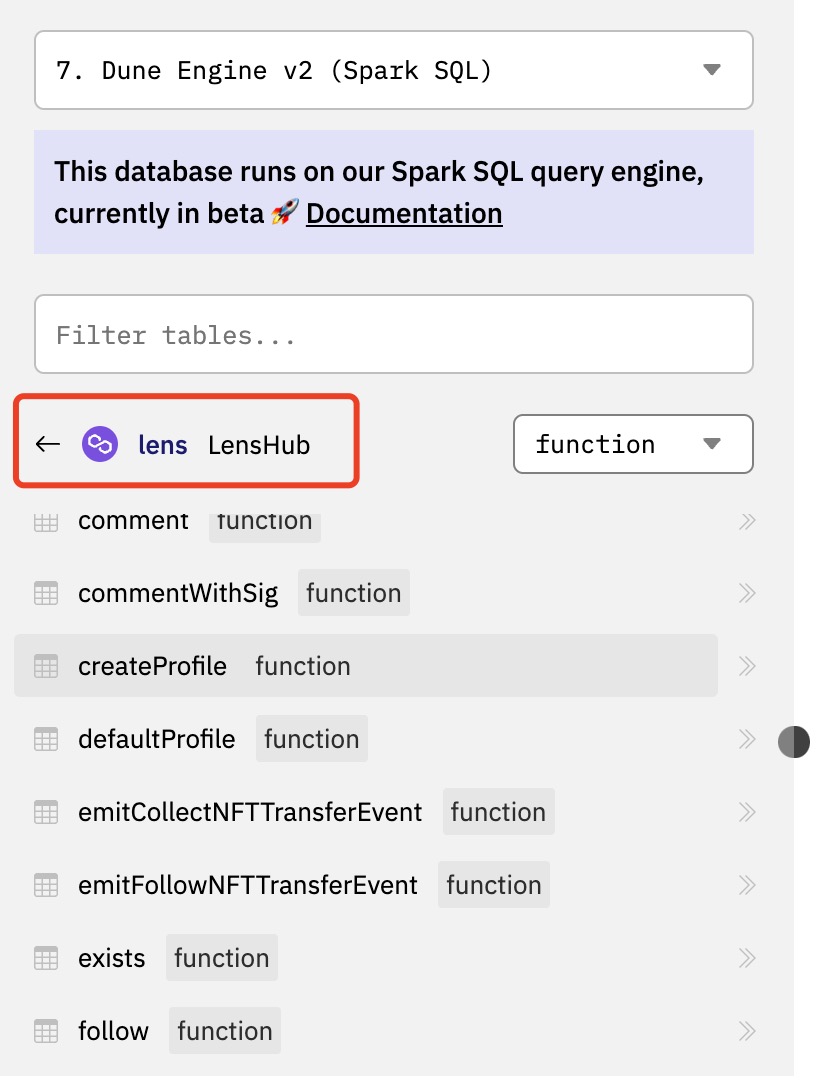 7. Dune Engine v2 (Spark SQL)
This database runs on our Spark SQL query engine,
currently in beta 🚀 Documentation
Filter tables...
lens LensHub function
comment function
commentWithSig function
createProfile function
defaultProfile function
emitCollectNFTTransferEvent function
emitFollowNFTTransferEvent function
exists function
follow function